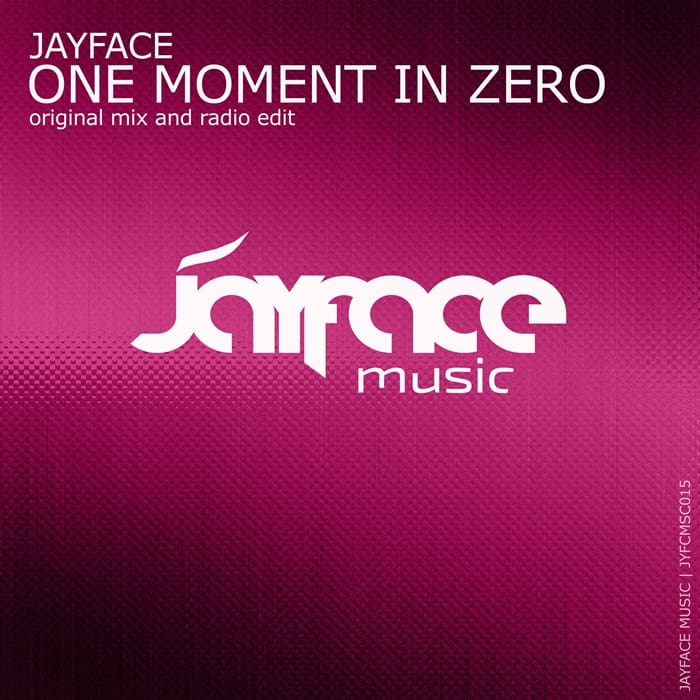 JAYFACE
ONE MOMENT IN ZERO
original mix and radio edit
jayface
music
JAYFACE MUSIC | JYFCMSC015